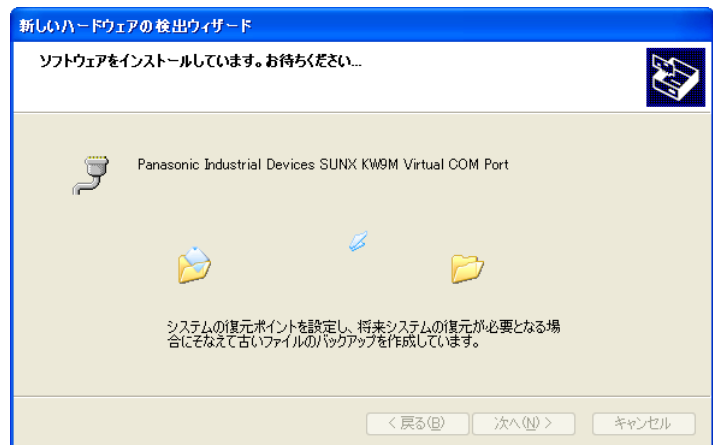 新しいハードウェアの検出ウィザード
ソフトウェアをインストールしています。お待ちください...
Panasonic Industrial Devices SUNX KW9M Virtual COM Port
システムの復元ポイントを設定し、将来システムの復元が必要となる場
合にそなえて古いファイルのバックアップを作成しています。
< 戻る(B) 次へ(N) > キャンセル